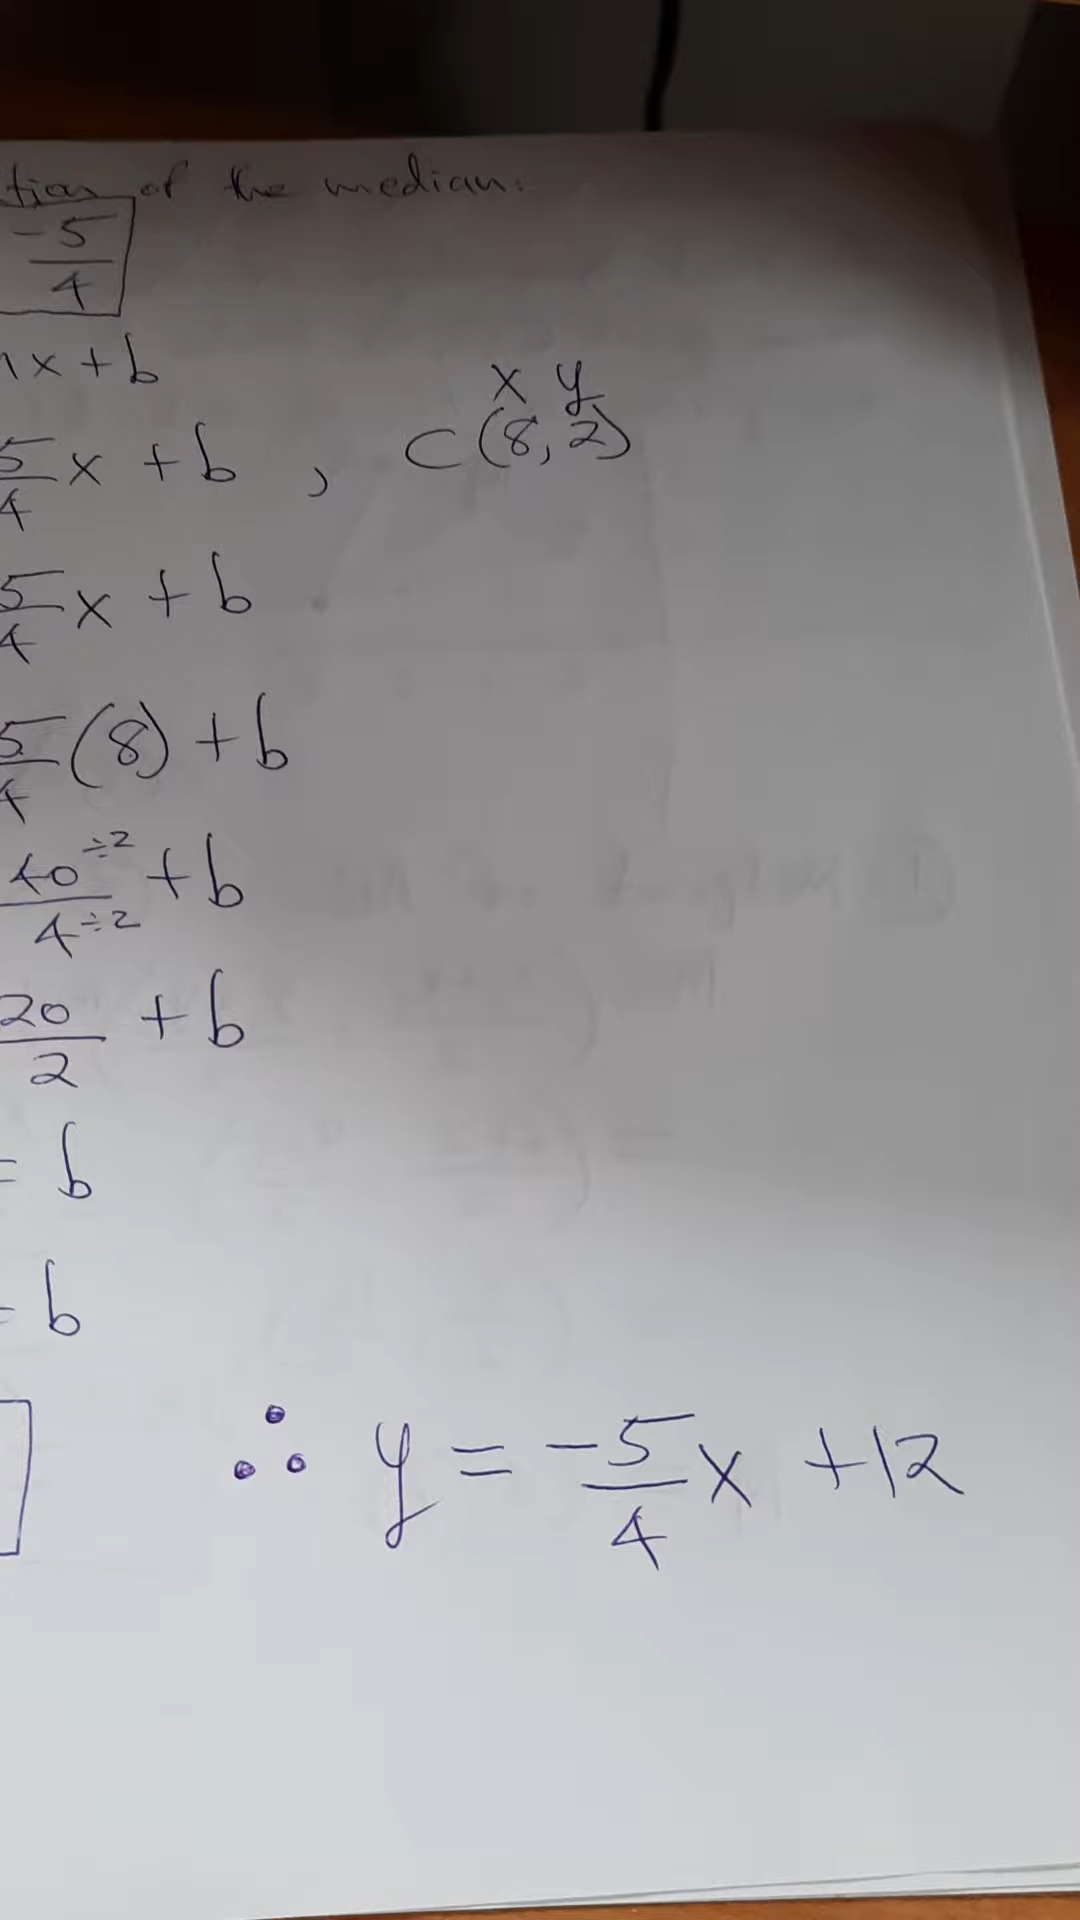 of the median.
-5
4
x + b
x y
5/4 x + b , C(8, 2)
5/4 x + b
5/4 (8) + b
40÷2/4÷2 + b
20/2 + b
= b
= b
∴ y = -5/4 x + 12